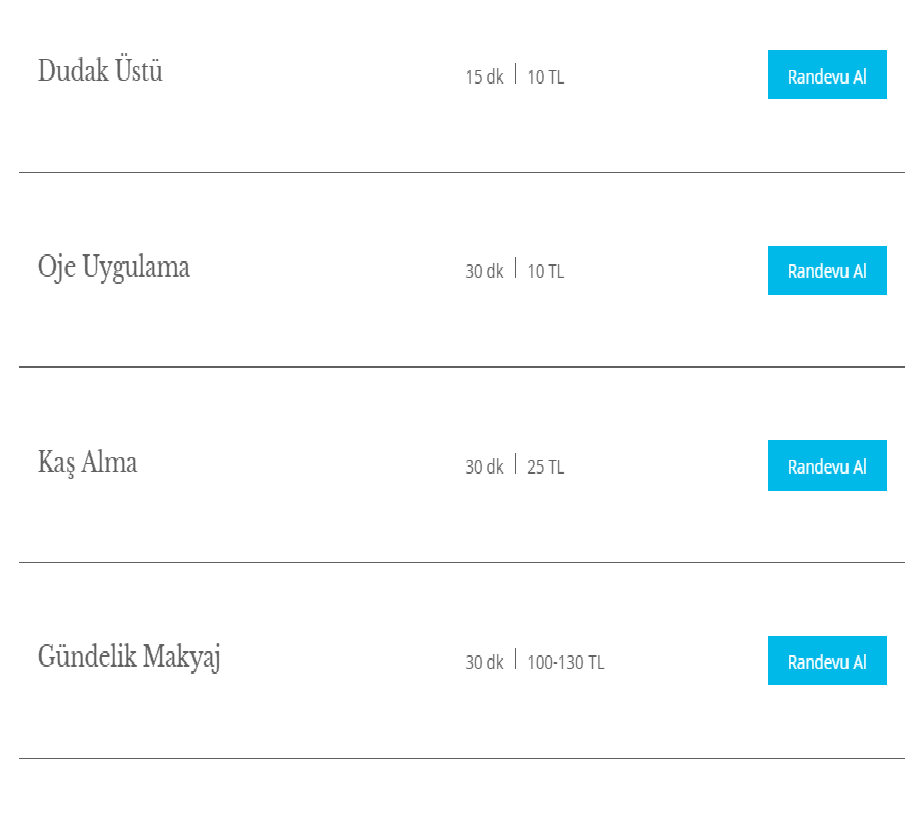 Dudak Üstü 15 dk | 10 TL Randevu Al
Oje Uygulama 30 dk | 10 TL Randevu Al
Kaş Alma 30 dk | 25 TL Randevu Al
Gündelik Makyaj 30 dk | 100-130 TL Randevu Al